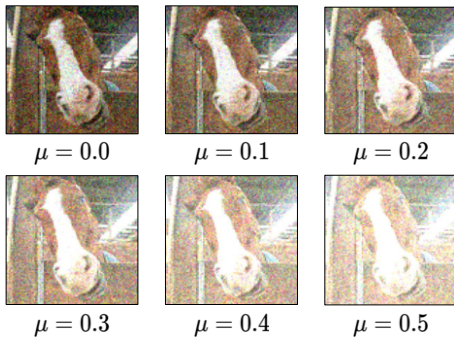 μ = 0.0 μ = 0.1 μ = 0.2
μ = 0.3 μ = 0.4 μ = 0.5